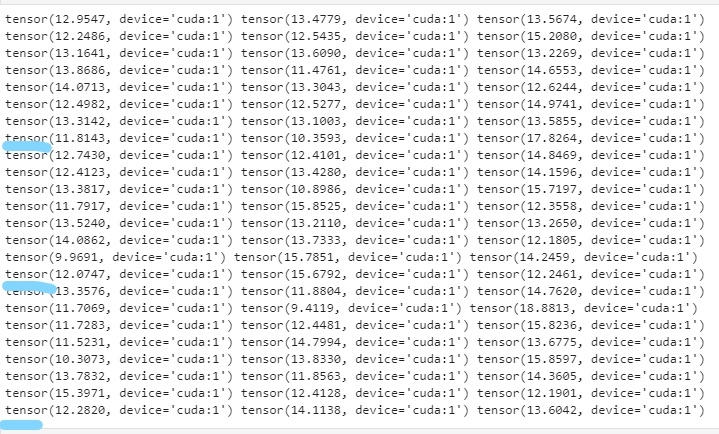 tensor(12.9547, device='cuda:1') tensor(13.4779, device='cuda:1') tensor(13.5674, device='cuda:1')
tensor(12.2486, device='cuda:1') tensor(12.5435, device='cuda:1') tensor(15.2080, device='cuda:1')
tensor(13.1641, device='cuda:1') tensor(13.6090, device='cuda:1') tensor(13.2269, device='cuda:1')
tensor(13.8686, device='cuda:1') tensor(11.4761, device='cuda:1') tensor(14.6553, device='cuda:1')
tensor(14.0713, device='cuda:1') tensor(13.3043, device='cuda:1') tensor(12.6244, device='cuda:1')
tensor(12.4982, device='cuda:1') tensor(12.5277, device='cuda:1') tensor(14.9741, device='cuda:1')
tensor(13.3142, device='cuda:1') tensor(13.1003, device='cuda:1') tensor(13.5855, device='cuda:1')
tensor(11.8143, device='cuda:1') tensor(10.3593, device='cuda:1') tensor(17.8264, device='cuda:1')
tensor(12.7430, device='cuda:1') tensor(12.4101, device='cuda:1') tensor(14.8469, device='cuda:1')
tensor(12.4123, device='cuda:1') tensor(13.4280, device='cuda:1') tensor(14.1596, device='cuda:1')
tensor(13.3817, device='cuda:1') tensor(10.8986, device='cuda:1') tensor(15.7197, device='cuda:1')
tensor(11.7917, device='cuda:1') tensor(15.8525, device='cuda:1') tensor(12.3558, device='cuda:1')
tensor(13.5240, device='cuda:1') tensor(13.2110, device='cuda:1') tensor(13.2650, device='cuda:1')
tensor(14.0862, device='cuda:1') tensor(13.7333, device='cuda:1') tensor(12.1805, device='cuda:1')
tensor(9.9691, device='cuda:1') tensor(15.7851, device='cuda:1') tensor(14.2459, device='cuda:1')
tensor(12.0747, device='cuda:1') tensor(15.6792, device='cuda:1') tensor(12.2461, device='cuda:1')
tensor(13.3576, device='cuda:1') tensor(11.8804, device='cuda:1') tensor(14.7620, device='cuda:1')
tensor(11.7069, device='cuda:1') tensor(9.4119, device='cuda:1') tensor(18.8813, device='cuda:1')
tensor(11.7283, device='cuda:1') tensor(12.4481, device='cuda:1') tensor(15.8236, device='cuda:1')
tensor(11.5231, device='cuda:1') tensor(14.7994, device='cuda:1') tensor(13.6775, device='cuda:1')
tensor(10.3073, device='cuda:1') tensor(13.8330, device='cuda:1') tensor(15.8597, device='cuda:1')
tensor(13.7832, device='cuda:1') tensor(11.8563, device='cuda:1') tensor(14.3605, device='cuda:1')
tensor(15.3971, device='cuda:1') tensor(12.4128, device='cuda:1') tensor(12.1901, device='cuda:1')
tensor(12.2820, device='cuda:1') tensor(14.1138, device='cuda:1') tensor(13.6042, device='cuda:1')